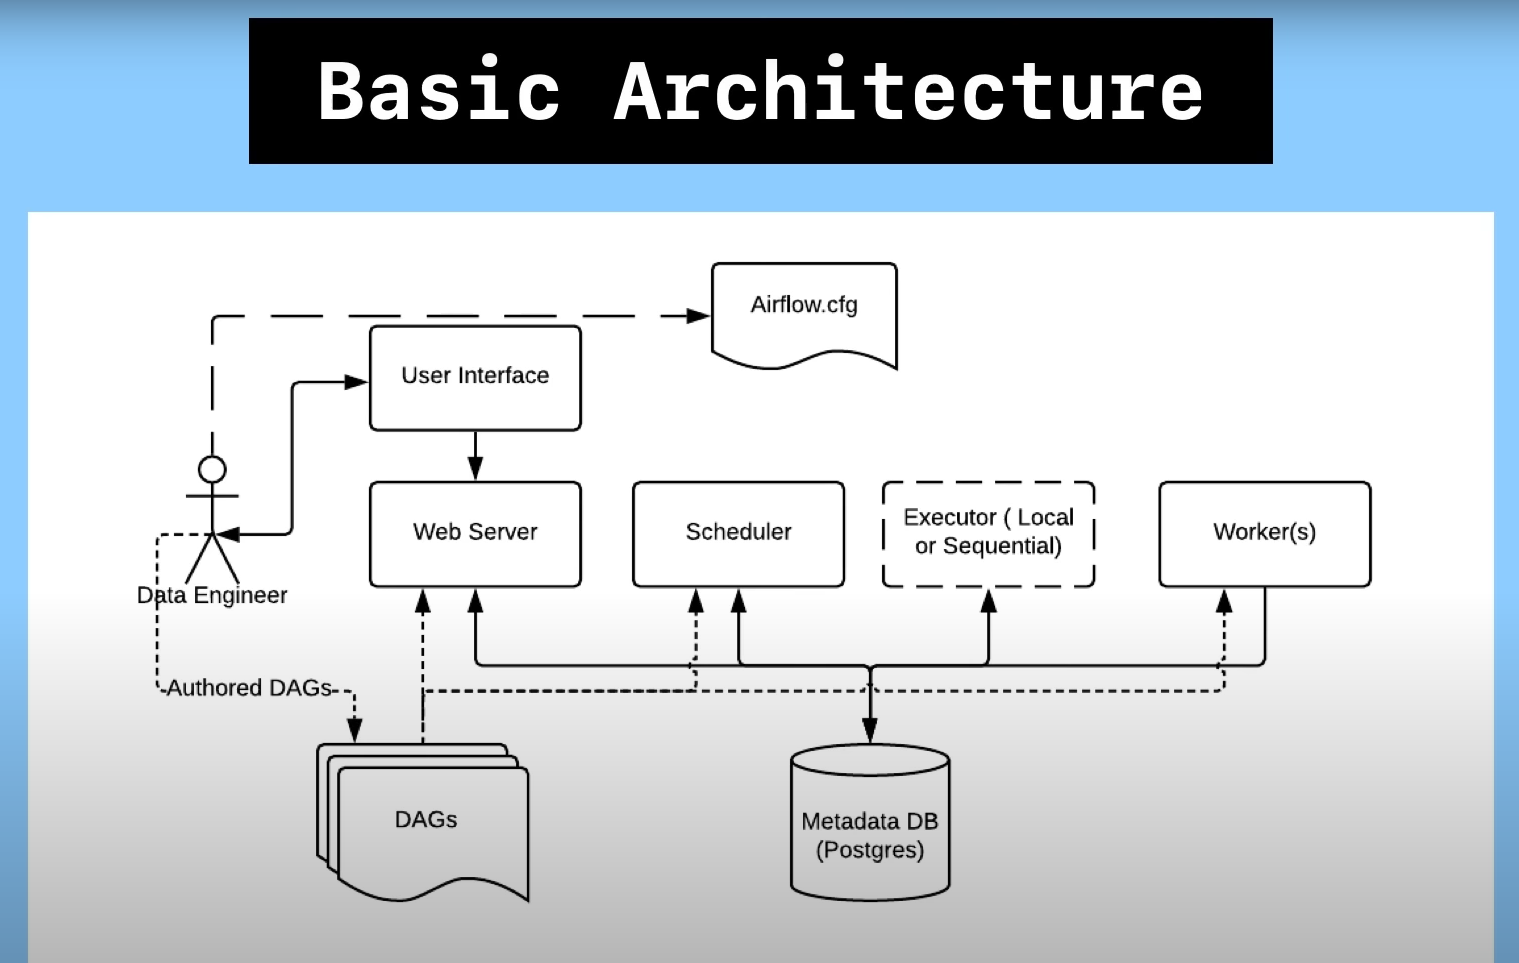 Basic Architecture
Airflow.cfg
User Interface
Web Server
Scheduler
Executor ( Local
or Sequential)
Worker(s)
Data Engineer
Authored DAGs
DAGs
Metadata DB
(Postgres)